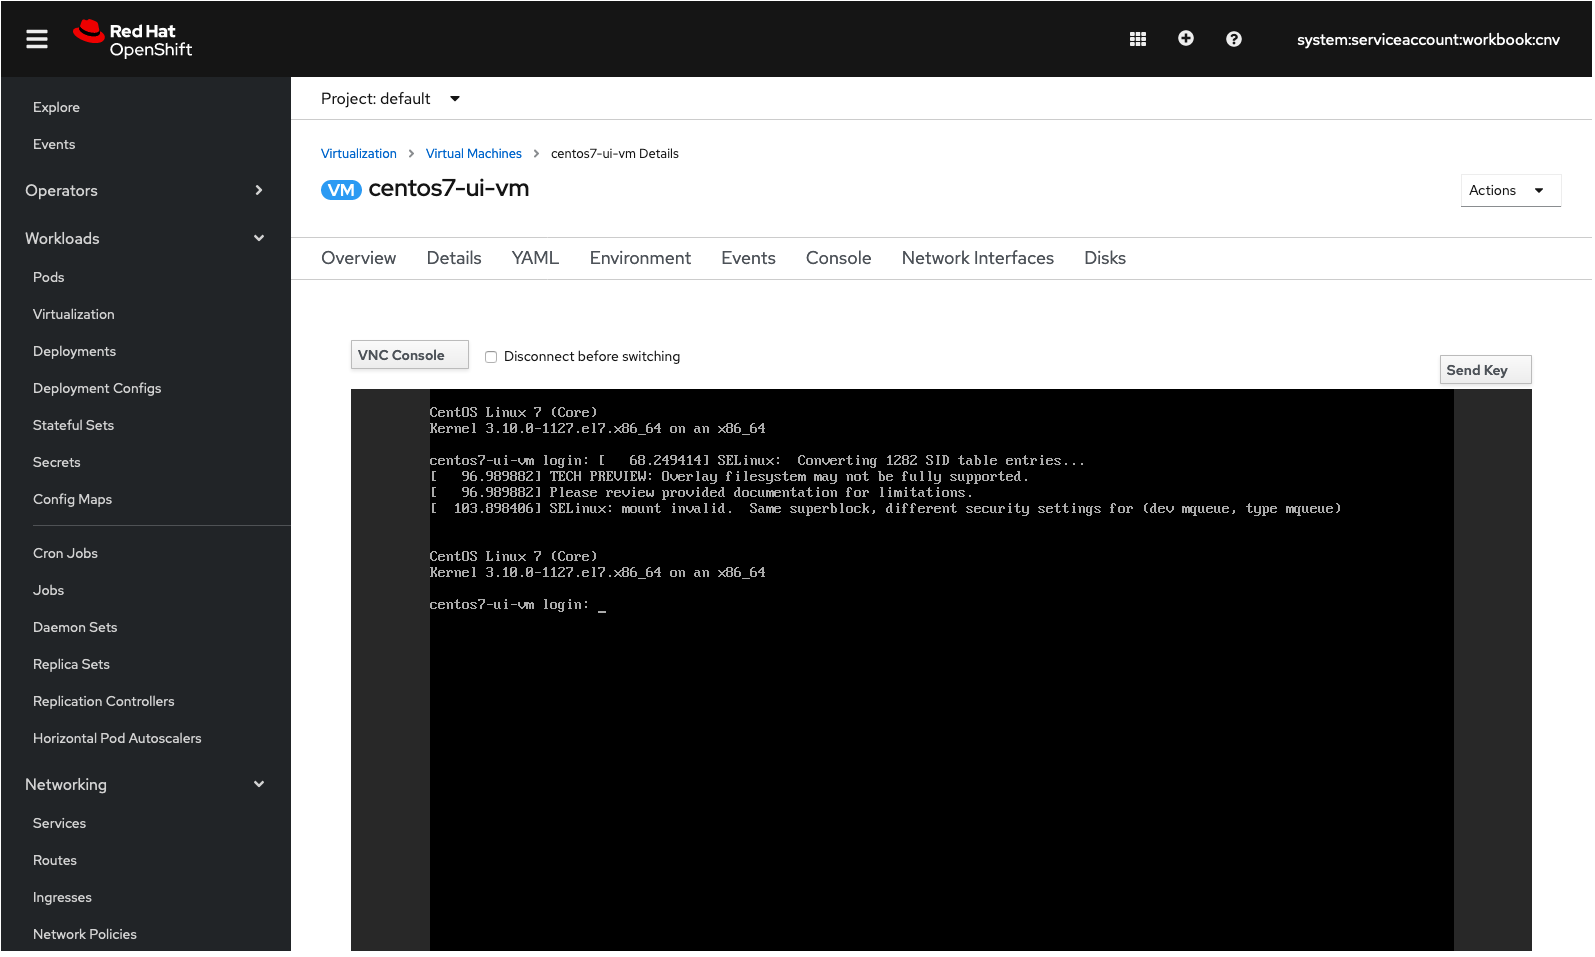 Red Hat
OpenShift
system:serviceaccount:workbook:cnv
Explore
Events
Operators
Workloads
Pods
Virtualization
Deployments
Deployment Configs
Stateful Sets
Secrets
Config Maps
Cron Jobs
Jobs
Daemon Sets
Replica Sets
Replication Controllers
Horizontal Pod Autoscalers
Networking
Services
Routes
Ingresses
Network Policies
Project: default
Virtualization > Virtual Machines > centos7-ui-vm Details
VM centos7-ui-vm
Actions
Overview Details YAML Environment Events Console Network Interfaces Disks
VNC Console
Disconnect before switching
Send Key
CentOS Linux 7 (Core)
Kernel 3.10.0-1127.el7.x86_64 on an x86_64
centos7-ui-vm login: [   68.249414] SELinux:  Converting 1282 SID table entries...
[   96.989882] TECH PREVIEW: Overlay filesystem may not be fully supported.
[   96.989882] Please review provided documentation for limitations.
[  103.898406] SELinux: mount invalid.  Same superblock, different security settings for (dev mqueue, type mqueue)
CentOS Linux 7 (Core)
Kernel 3.10.0-1127.el7.x86_64 on an x86_64
centos7-ui-vm login: _